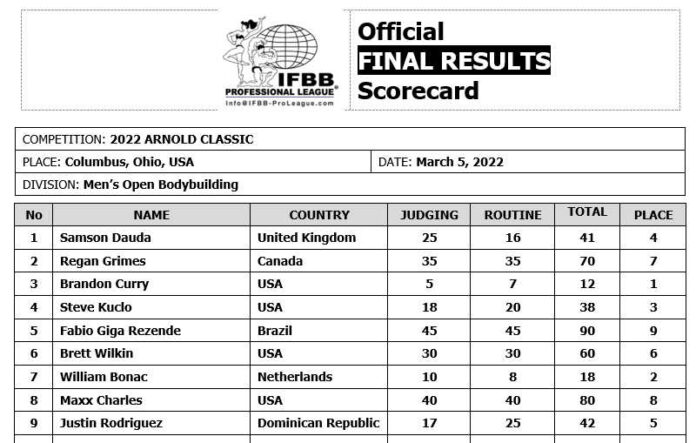 Official
FINAL RESULTS
Scorecard
IFBB
PROFESSIONAL LEAGUE®
Info@IFBB-ProLeague.com
COMPETITION: 2022 ARNOLD CLASSIC
PLACE: Columbus, Ohio, USA DATE: March 5, 2022
DIVISION: Men's Open Bodybuilding
No NAME COUNTRY JUDGING ROUTINE TOTAL PLACE
1 Samson Dauda United Kingdom 25 16 41 4
2 Regan Grimes Canada 35 35 70 7
3 Brandon Curry USA 5 7 12 1
4 Steve Kuclo USA 18 20 38 3
5 Fabio Giga Rezende Brazil 45 45 90 9
6 Brett Wilkin USA 30 30 60 6
7 William Bonac Netherlands 10 8 18 2
8 Maxx Charles USA 40 40 80 8
9 Justin Rodriguez Dominican Republic 17 25 42 5